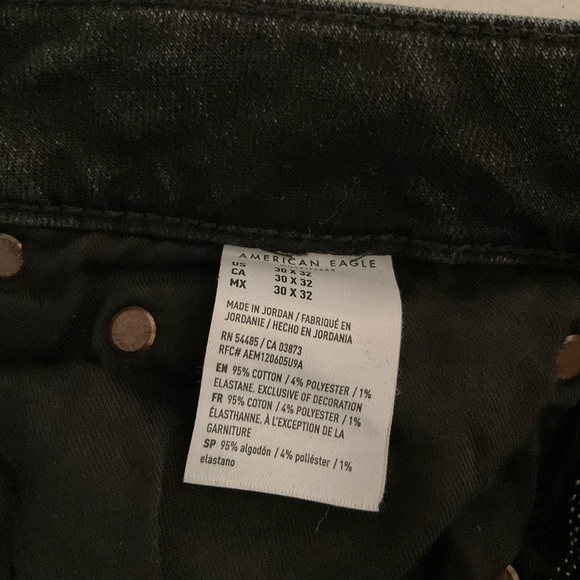 AMERICAN EAGLE
OUTFITTERS
US 30 X 32
CA 30 X 32
MX 30 X 32
MADE IN JORDAN / FABRIQUÉ EN
JORDANIE / HECHO EN JORDANIA
RN 54485 / CA 03873
RFC# AEM120605U9A
EN 95% COTTON / 4% POLYESTER / 1%
ELASTANE. EXCLUSIVE OF DECORATION
FR 95% COTON / 4% POLYESTER / 1%
ÉLASTHANNE. À L'EXCEPTION DE LA
GARNITURE
SP 95% algodón / 4% poliéster / 1%
elastano